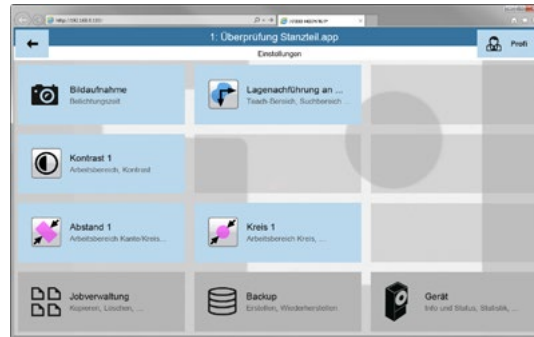 1: Überprüfung Stanzteil.app
Profi
Einstellungen
Bildaufnahme
Belichtungszeit
Lagenachführung an ...
Teach-Bereich, Suchbereich ...
Kontrast 1
Arbeitsbereich, Kontrast
Abstand 1
Arbeitsbereich Kante/Kreis...
Kreis 1
Arbeitsbereich Kreis, ...
Jobverwaltung
Kopieren, Löschen, ...
Backup
Erstellen, Wiederherstellen
Gerät
Info und Status, Statistik, ...